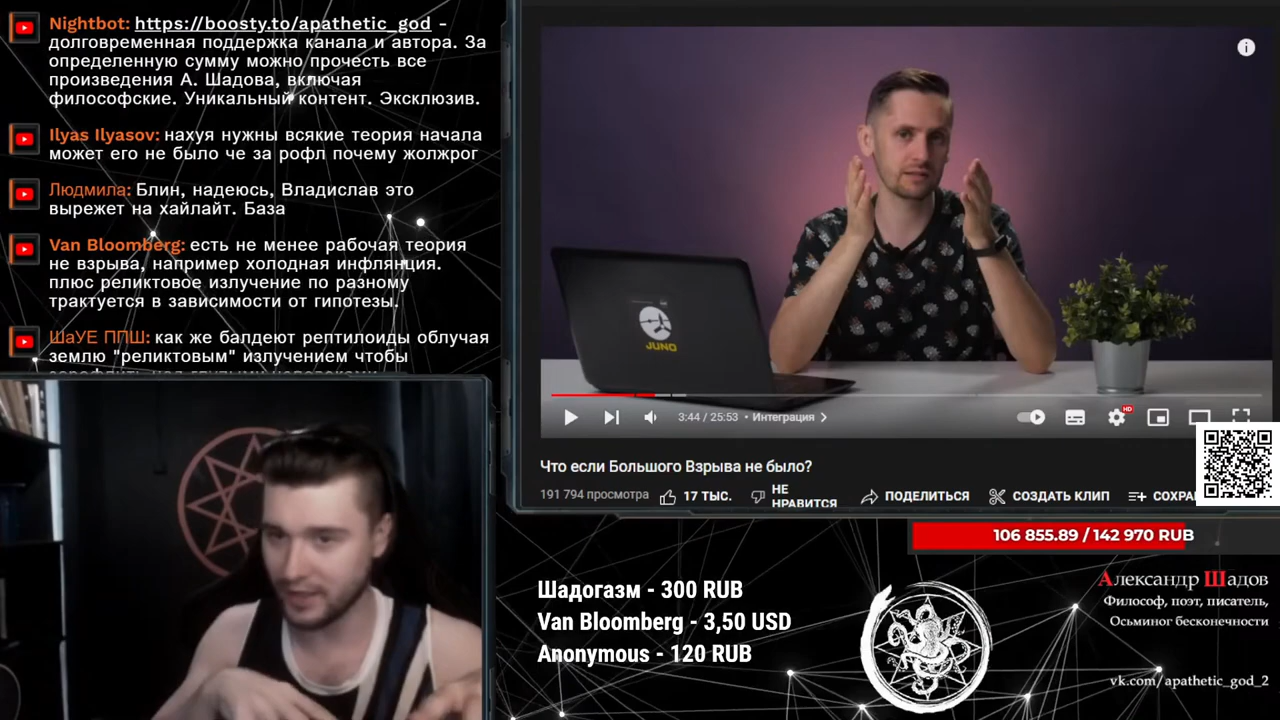 Nightbot: https://boosty.to/apathetic_god -
долговременная поддержка канала и автора. За
определенную сумму можно прочесть все
произведения А. Шадова, включая
философские. Уникальный контент. Эксклюзив.
Ilyas Ilyasov: нахуя нужны всякие теория начала
может его не было че за рофл почему жолжрог
Людмила: Блин, надеюсь, Владислав это
вырежет на хайлайт. База
Van Bloomberg: есть не менее рабочая теория
не взрыва, например холодная инфлянция.
плюс реликтовое излучение по разному
трактуется в зависимости от гипотезы.
ШаУЕ ППШ: как же балдеют рептилоиды облучая
землю "реликтовым" излучением чтобы
JUNO
3:44 / 25:53 • Интеграция
HD
Что если Большого Взрыва не было?
191 794 просмотра
17 ТЫС.
НЕ
НРАВИТСЯ
ПОДЕЛИТЬСЯ
СОЗДАТЬ КЛИП
СОХРА
106 855.89 / 142 970 RUB
Шадогазм - 300 RUB
Van Bloomberg - 3,50 USD
Anonymous - 120 RUB
Александр Шадов
Философ, поэт, писатель,
Осьминог бесконечности
vk.com/apathetic_god_2